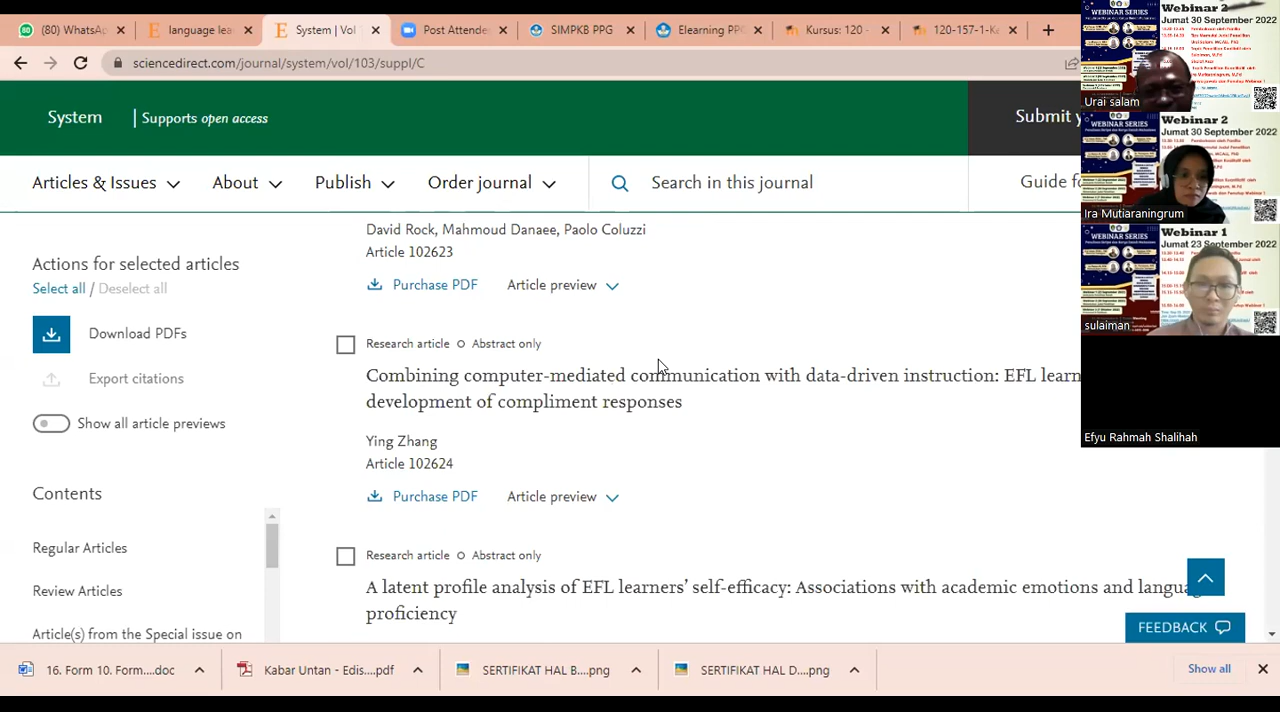 (80) WhatsA
language lea
System | Vo
SIMPKB PPG
Kursus: 120 -
120-157-1-Ke
sciencedirect.com/journal/system/vol/103/suppl/C
System
Supports open access
Submit y
Articles & Issues
About
Publish
journal
Search in this journal
Guide fo
David Rock, Mahmoud Danaee, Paolo Coluzzi
Article 102623
Purchase PDF
Article preview
Actions for selected articles
Select all / Deselect all
Download PDFs
Export citations
Show all article previews
Research article
Abstract only
Combining computer-mediated communication with data-driven instruction: EFL learn
development of compliment responses
Ying Zhang
Article 102624
Purchase PDF
Article preview
Contents
Regular Articles
Review Articles
Article(s) from the Special issue on
Research article
Abstract only
A latent profile analysis of EFL learners’ self-efficacy: Associations with academic emotions and langua
proficiency
FEEDBACK
16. Form 10. Form....doc
Kabar Untan - Edis....pdf
SERTIFIKAT HAL B....png
SERTIFIKAT HAL D....png
Show all
WEBINAR SERIES
Webinar 2
Jumat 30 September 2022
Urai salam
WEBINAR SERIES
Webinar 2
Jumat 30 September 2022
Ira Mutiaraningrum
WEBINAR SERIES
Webinar 1
Jumat 23 September 2022
sulaiman
Efyu Rahmah Shalihah